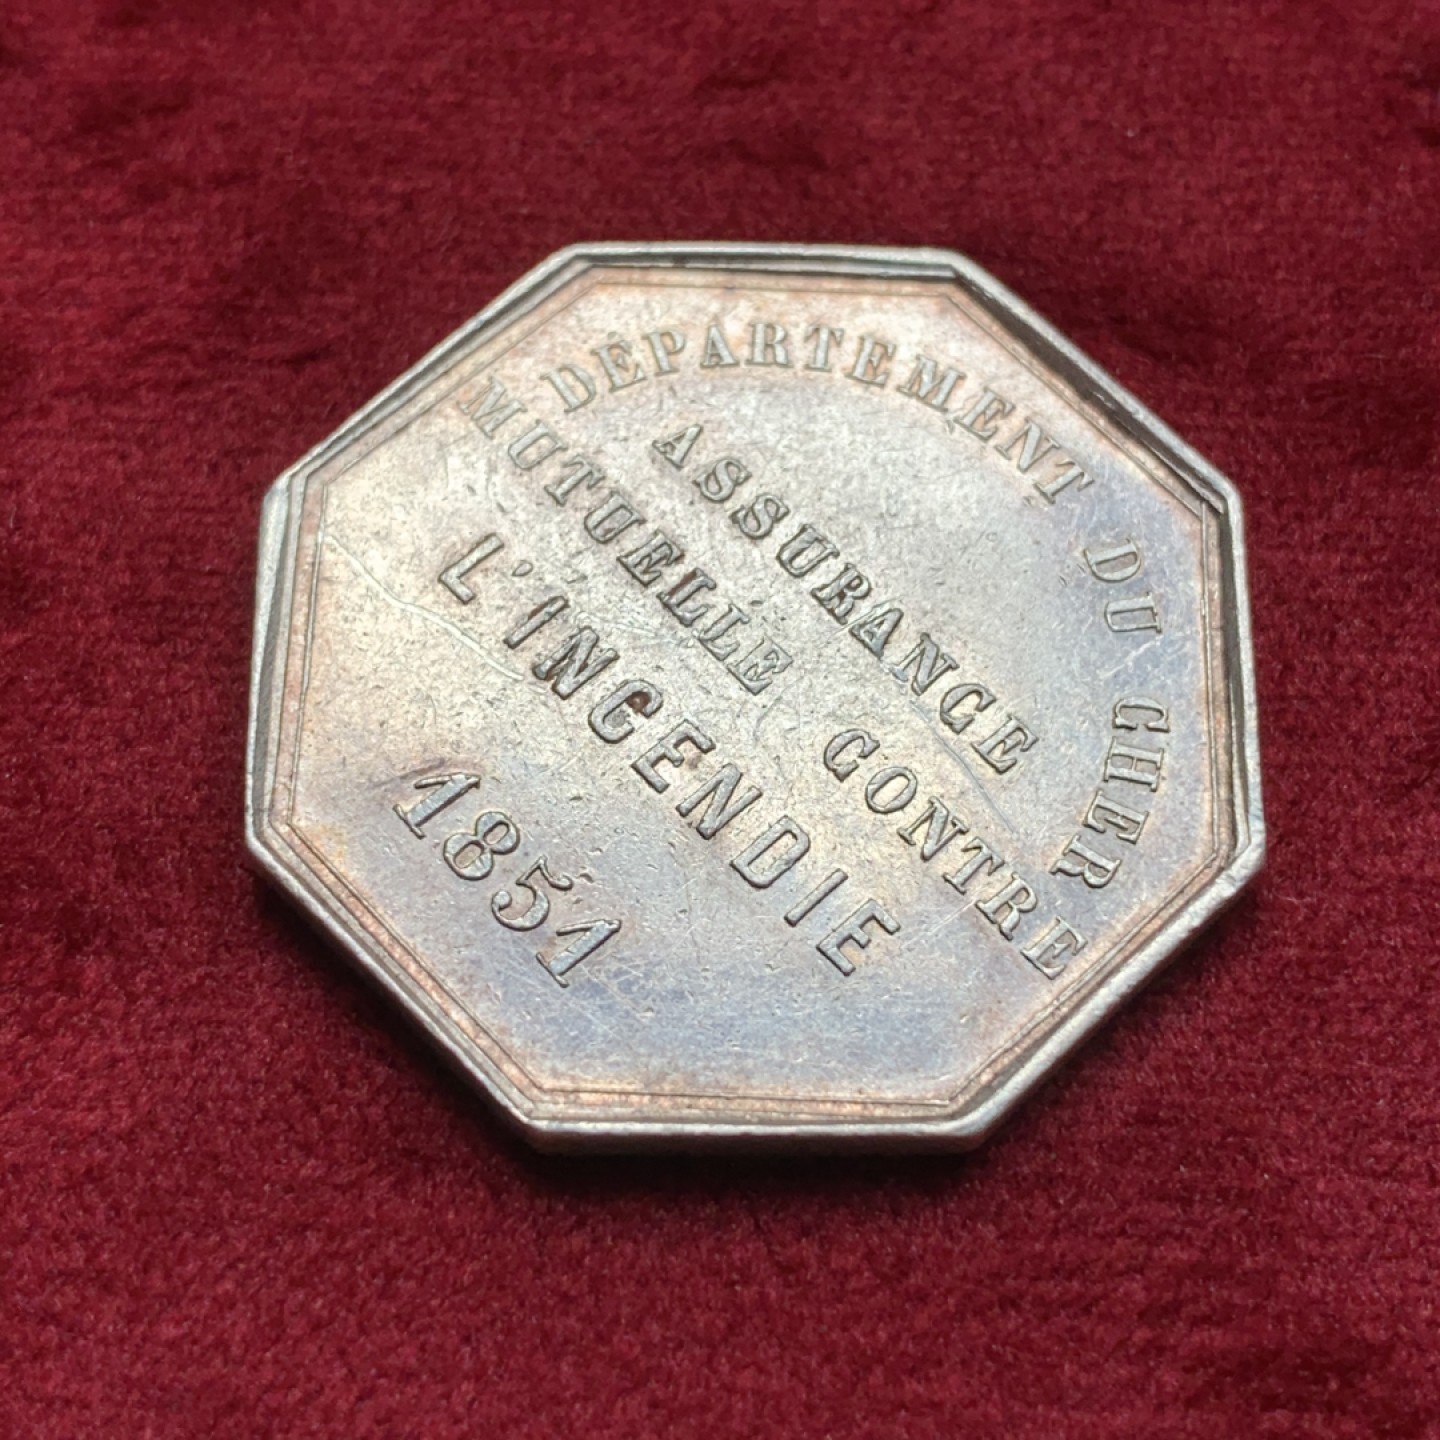 DÉPARTEMENT DU CHER
ASSURANCE
MUTUELLE CONTRE
L'INCENDIE
1851